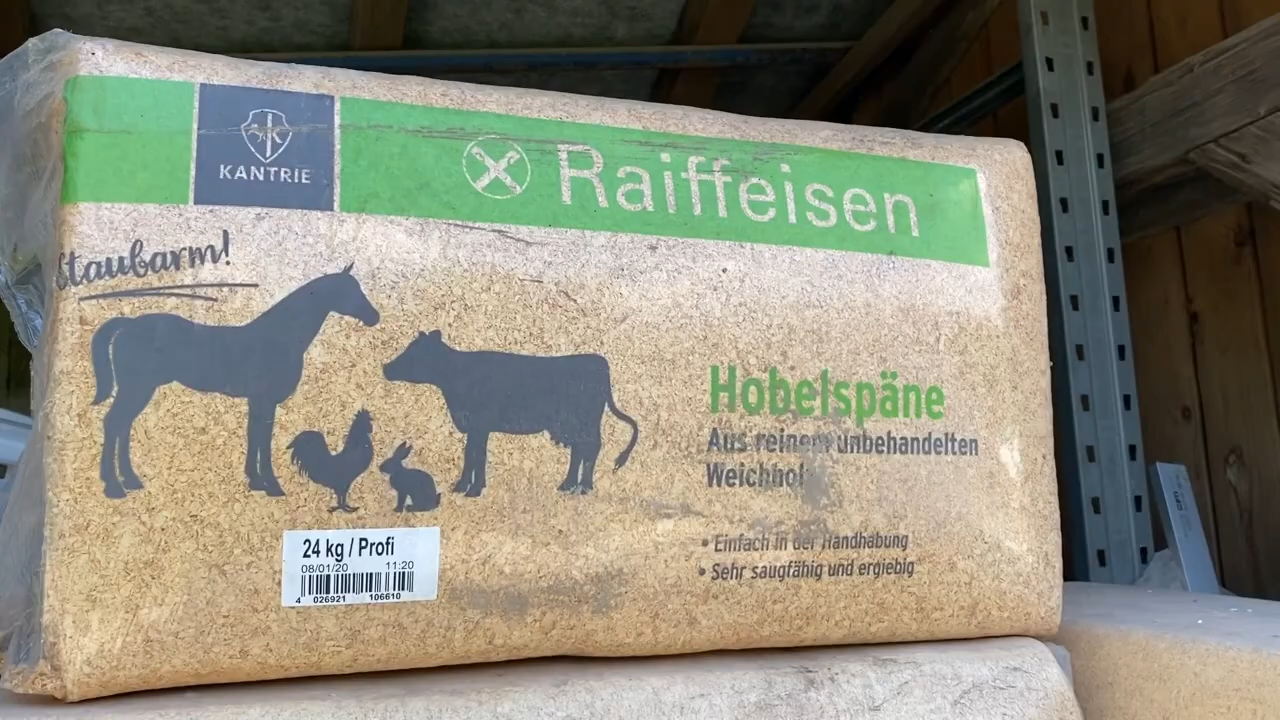 KANTRIE
Raiffeisen
Staubarm!
Hobelspäne
Aus reinem unbehandelten
Weichholz
• Einfach in der Handhabung
• Sehr saugfähig und ergiebig
24 kg / Profi
08/01/20 11:20
4 026921 106610